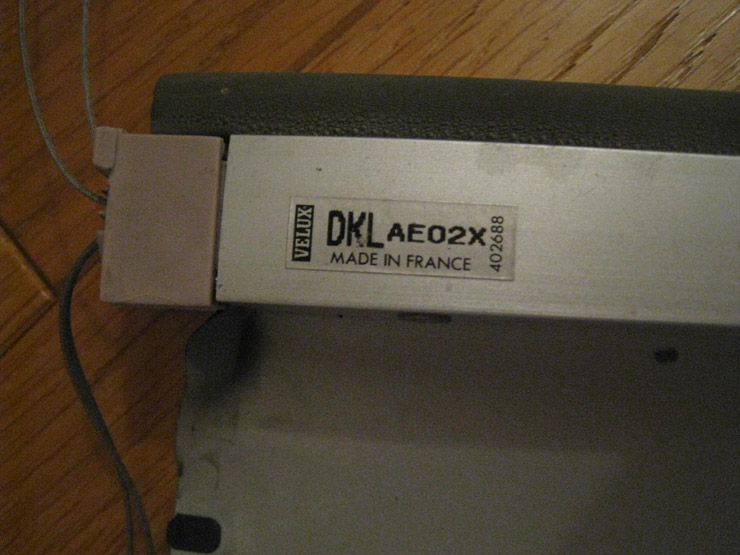 VELUX
DKL AE02X
MADE IN FRANCE
402688